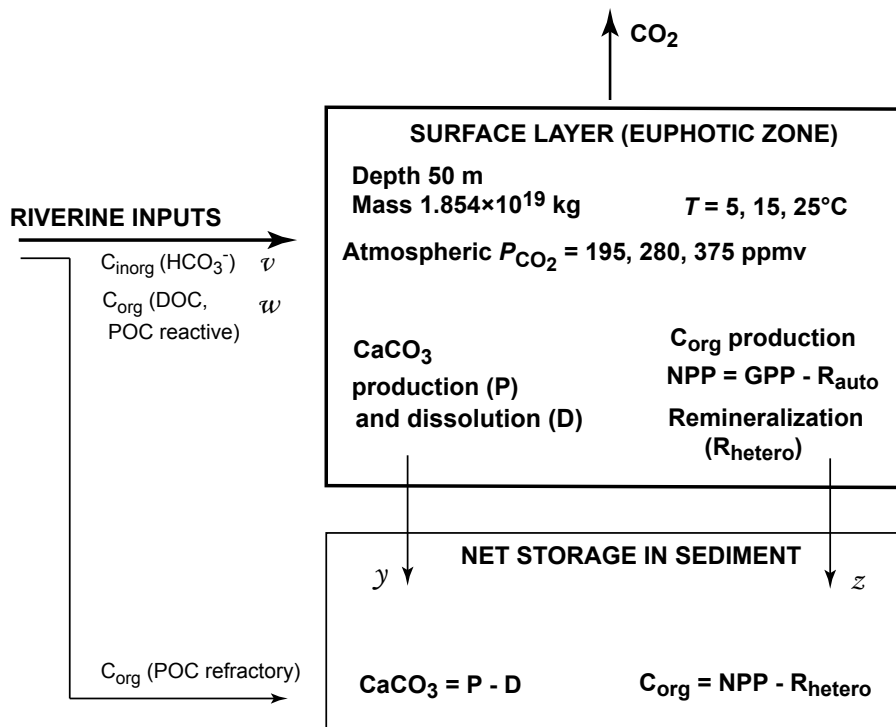 CO2
SURFACE LAYER (EUPHOTIC ZONE)
Depth 50 m
Mass 1.854×10^19 kg
T = 5, 15, 25°C
Atmospheric PCO2 = 195, 280, 375 ppmv
RIVERINE INPUTS
Cinorg (HCO3-) v
Corg (DOC, w
POC reactive)
CaCO3
production (P)
and dissolution (D)
Corg production
NPP = GPP - Rauto
Remineralization
(Rhetero)
NET STORAGE IN SEDIMENT
y
z
Corg (POC refractory)
CaCO3 = P - D
Corg = NPP - Rhetero